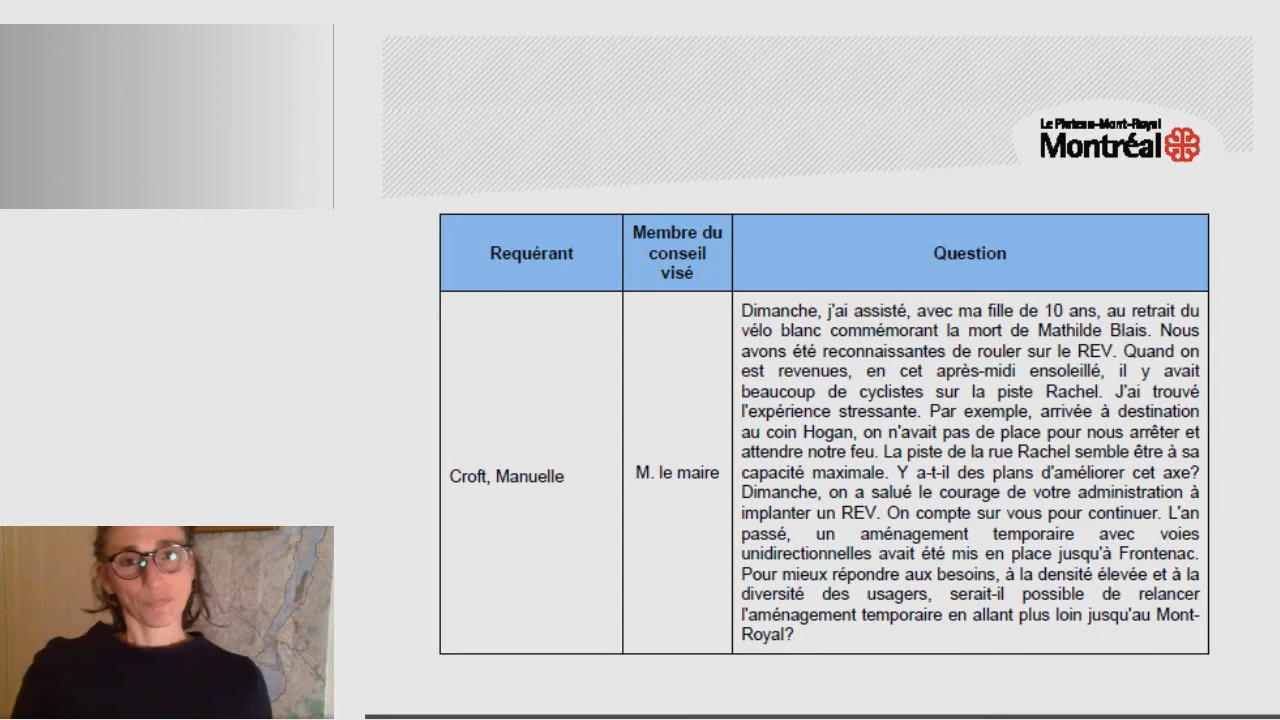 Le Plateau-Mont-Royal
Montréal
Requérant
Membre du
conseil
visé
Question
Croft, Manuelle
M. le maire
Dimanche, j'ai assisté, avec ma fille de 10 ans, au retrait du
vélo blanc commémorant la mort de Mathilde Blais. Nous
avons été reconnaissantes de rouler sur le REV. Quand on
est revenues, en cet après-midi ensoleillé, il y avait
beaucoup de cyclistes sur la piste Rachel. J'ai trouvé
l'expérience stressante. Par exemple, arrivée à destination
au coin Hogan, on n'avait pas de place pour nous arrêter et
attendre notre feu. La piste de la rue Rachel semble être à sa
capacité maximale. Y a-t-il des plans d'améliorer cet axe?
Dimanche, on a salué le courage de votre administration à
implanter un REV. On compte sur vous pour continuer. L'an
passé, un aménagement temporaire avec voies
unidirectionnelles avait été mis en place jusqu'à Frontenac.
Pour mieux répondre aux besoins, à la densité élevée et à la
diversité des usagers, serait-il possible de relancer
l'aménagement temporaire en allant plus loin jusqu'au Mont-
Royal?